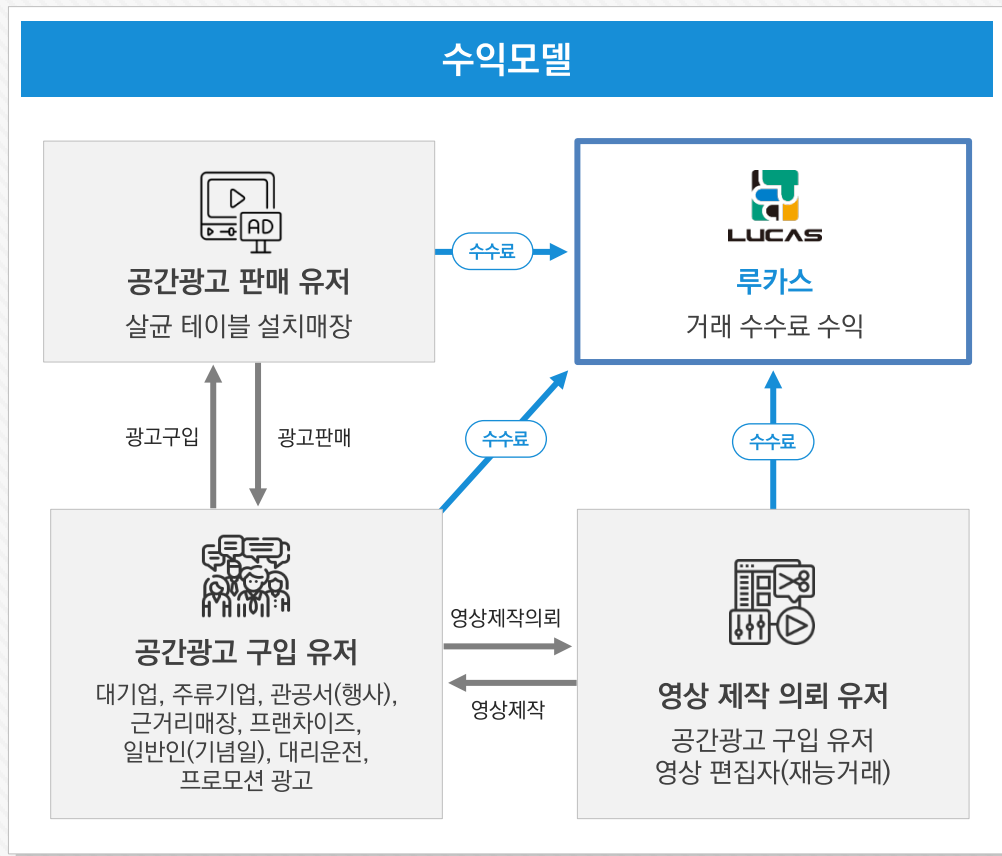 수익모델
AD
공간광고 판매 유저
살균 테이블 설치매장
수수료
LUCAS
루카스
거래 수수료 수익
광고구입
광고판매
수수료
수수료
공간광고 구입 유저
대기업, 주류기업, 관공서(행사),
근거리매장, 프랜차이즈,
일반인(기념일), 대리운전,
프로모션 광고
영상제작의뢰
영상제작
영상 제작 의뢰 유저
공간광고 구입 유저
영상 편집자(재능거래)